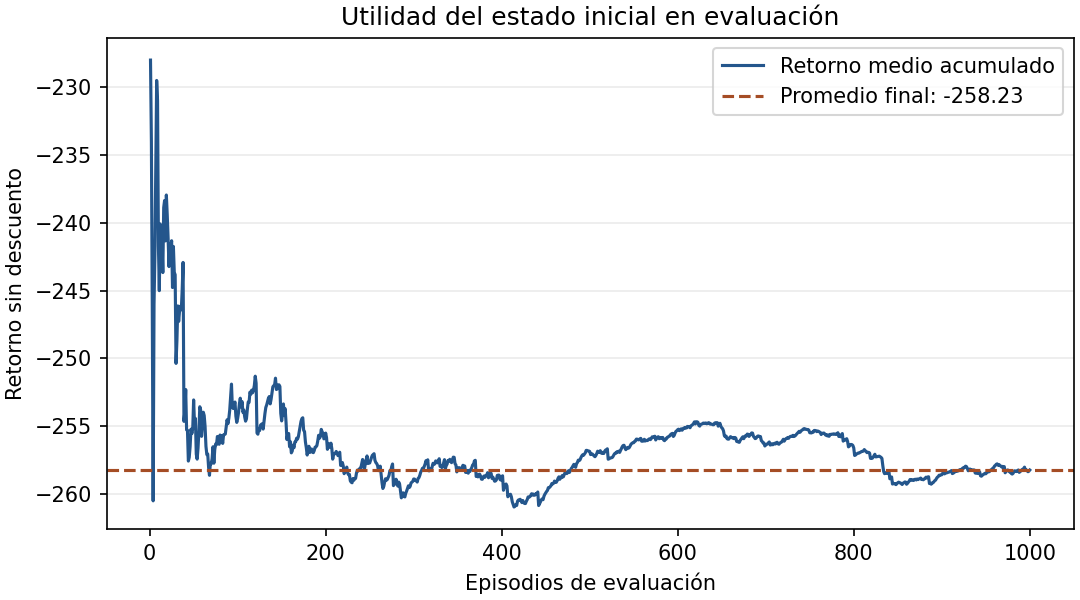 Utilidad del estado inicial en evaluación
Retorno medio acumulado
Promedio final: -258.23
Retorno sin descuento
−230
−235
−240
−245
−250
−255
−260
0
200
400
600
800
1000
Episodios de evaluación